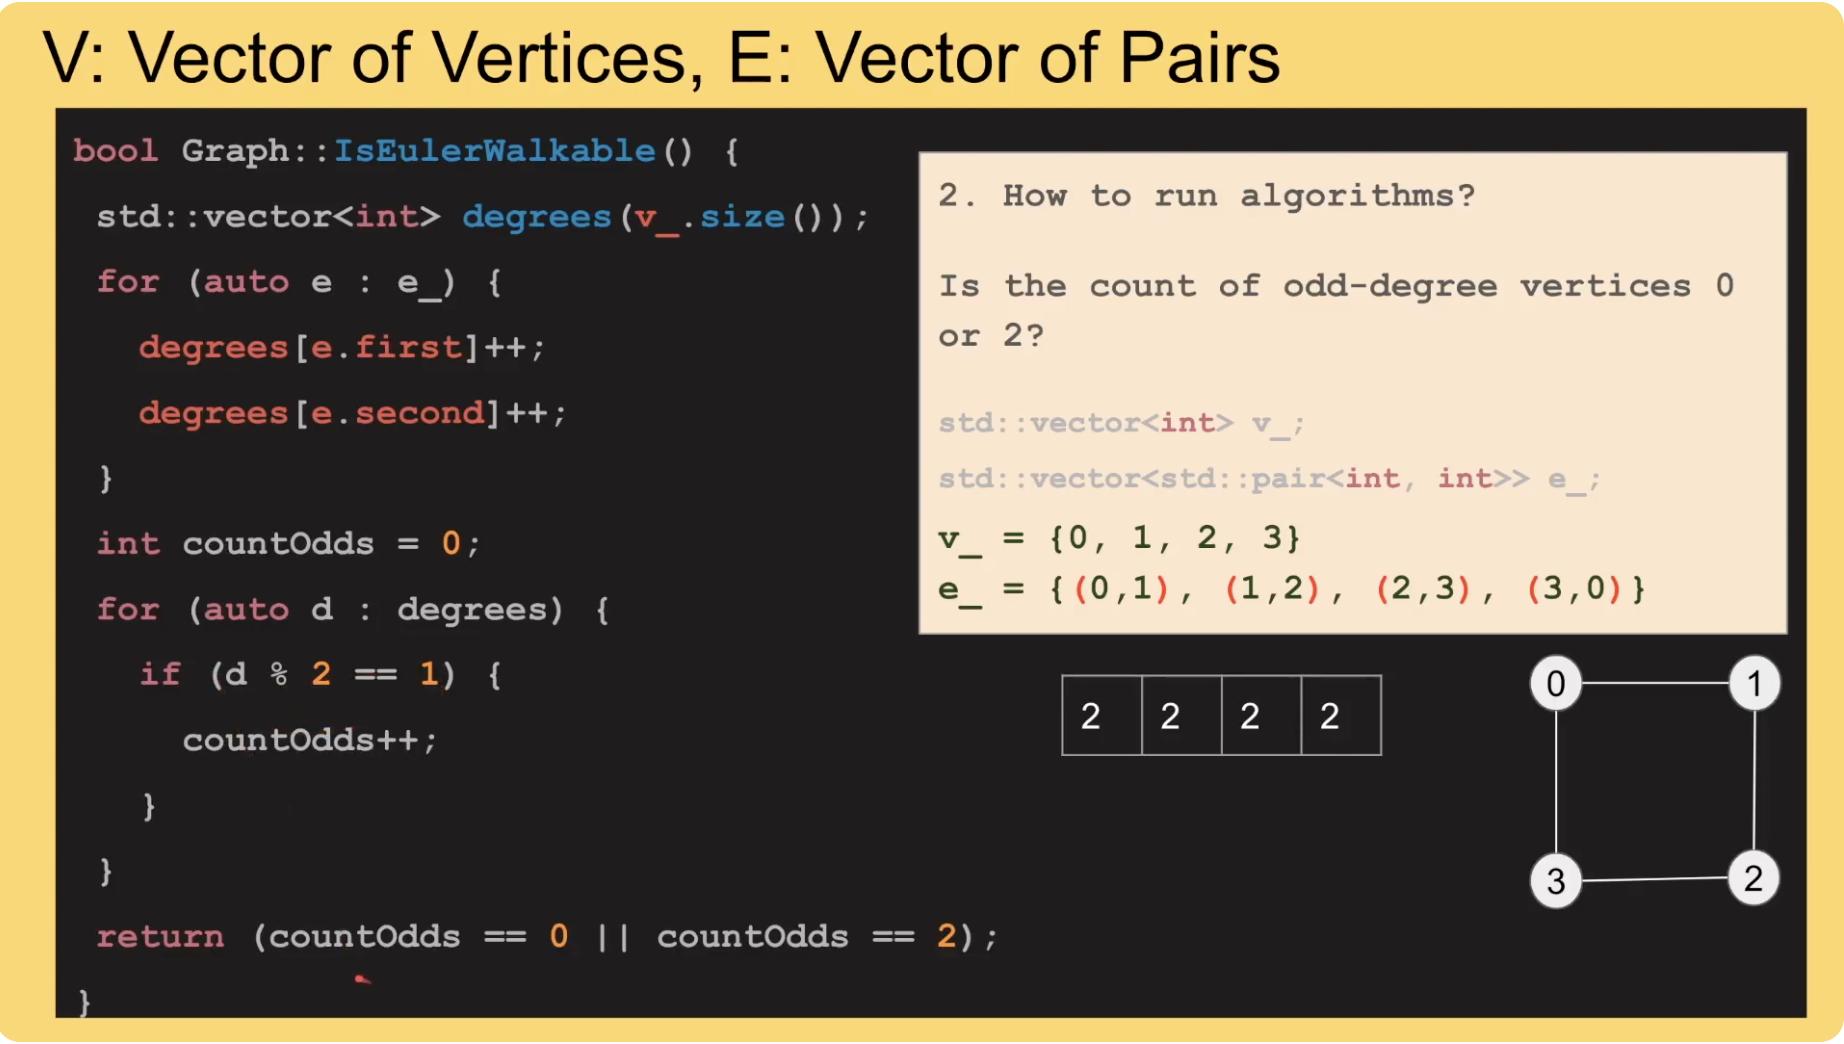 V: Vector of Vertices, E: Vector of Pairs
bool Graph::IsEulerWalkable() {
std::vector<int> degrees(v_.size());
for (auto e : e_) {
degrees[e.first]++;
degrees[e.second]++;
}
int countOdds = 0;
for (auto d : degrees) {
if (d % 2 == 1) {
countOdds++;
}
}
return (countOdds == 0 || countOdds == 2);
}
2. How to run algorithms?
Is the count of odd-degree vertices 0
or 2?
std::vector<int> v_;
std::vector<std::pair<int, int>> e_;
v_ = {0, 1, 2, 3}
e_ = {(0,1), (1,2), (2,3), (3,0)}
2 2 2 2
0 1
3 2